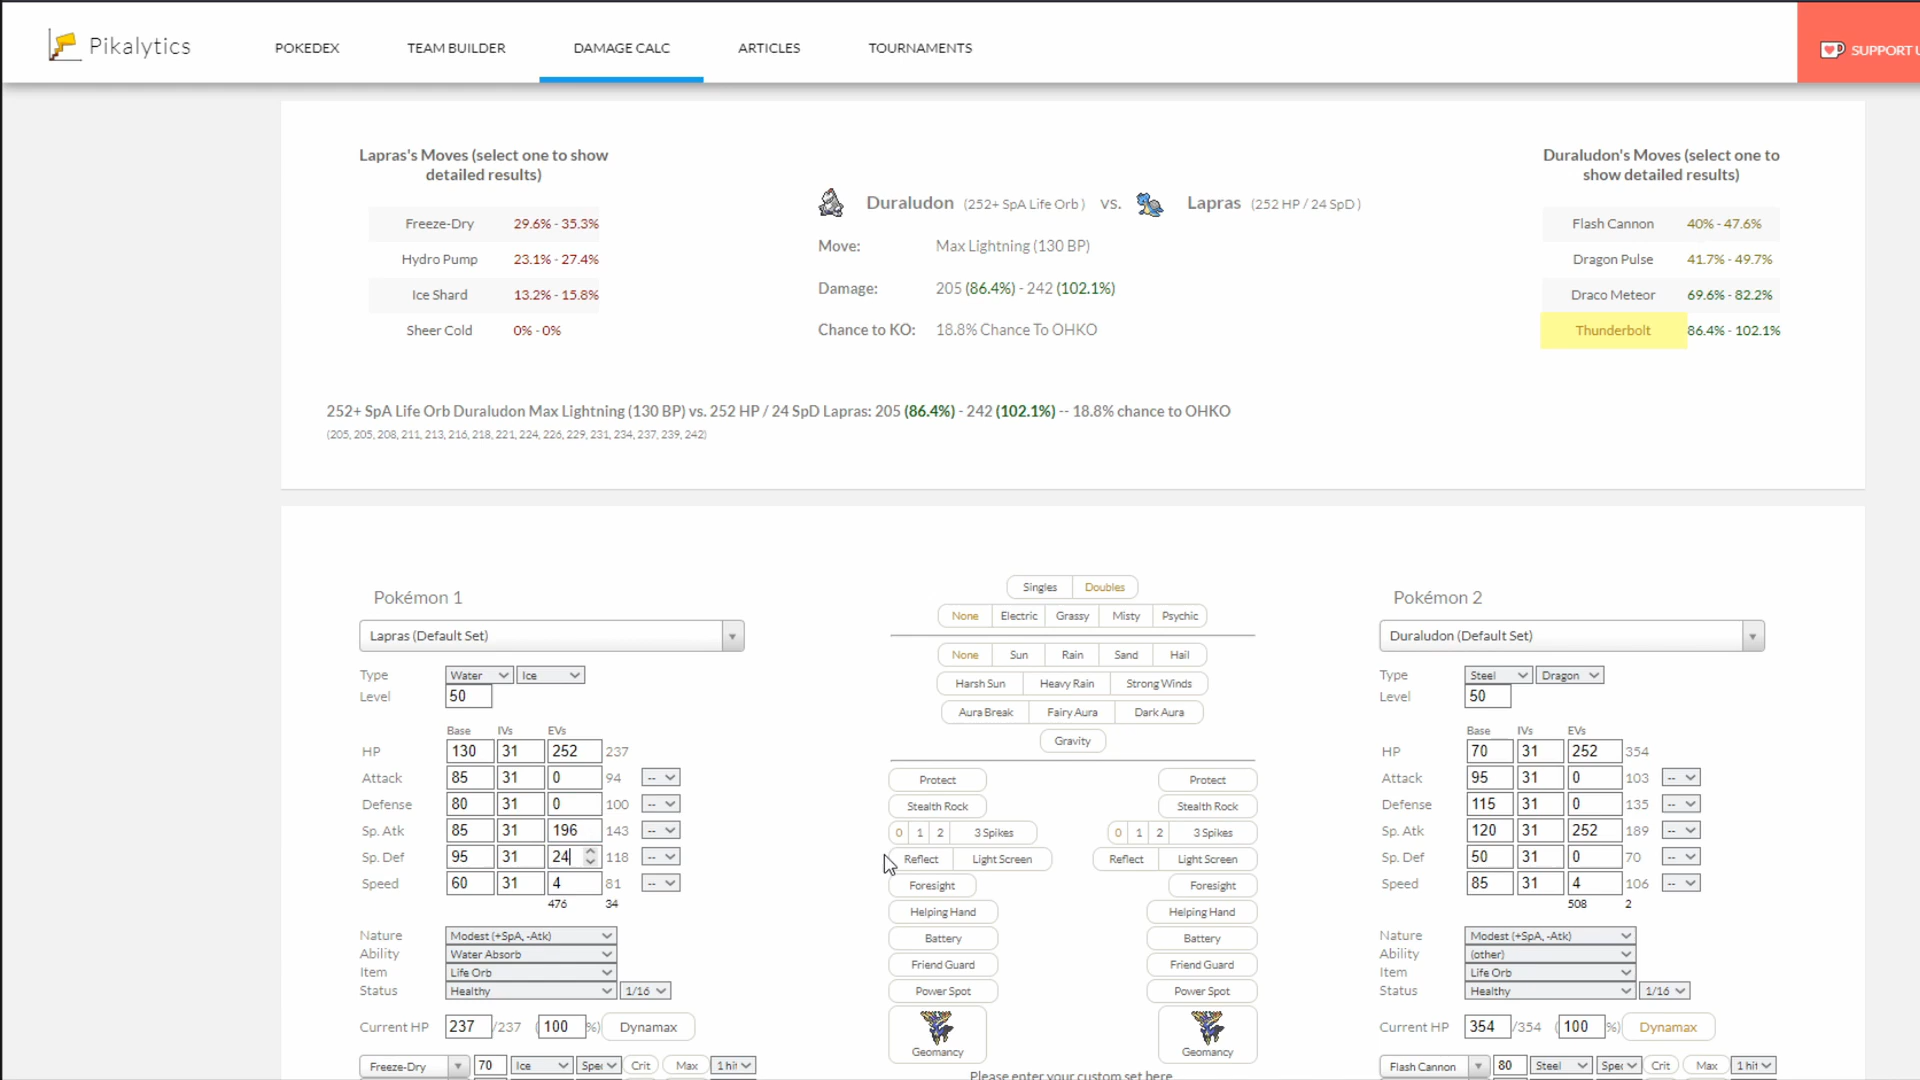 Pikalytics
POKEDEX
TEAM BUILDER
DAMAGE CALC
ARTICLES
TOURNAMENTS
SUPPORT U
Lapras's Moves (select one to show
detailed results)
Freeze-Dry 29.6% - 35.3%
Hydro Pump 23.1% - 27.4%
Ice Shard 13.2% - 15.8%
Sheer Cold 0% - 0%
Duraludon (252+ SpA Life Orb ) VS. Lapras (252 HP / 24 SpD )
Move: Max Lightning (130 BP)
Damage: 205 (86.4%) - 242 (102.1%)
Chance to KO: 18.8% Chance To OHKO
Duraludon's Moves (select one to
show detailed results)
Flash Cannon 40% - 47.6%
Dragon Pulse 41.7% - 49.7%
Draco Meteor 69.6% - 82.2%
Thunderbolt 86.4% - 102.1%
252+ SpA Life Orb Duraludon Max Lightning (130 BP) vs. 252 HP / 24 SpD Lapras: 205 (86.4%) - 242 (102.1%) -- 18.8% chance to OHKO
(205, 205, 208, 211, 213, 216, 218, 221, 224, 226, 229, 231, 234, 237, 239, 242)
Pokémon 1
Lapras (Default Set)
Type Water Ice
Level 50
Base IVs EVs
HP 130 31 252 237
Attack 85 31 0 94 --
Defense 80 31 0 100 --
Sp. Atk 85 31 196 143 --
Sp. Def 95 31 24 118 --
Speed 60 31 4 81 --
476 34
Nature Modest (+SpA, -Atk)
Ability Water Absorb
Item Life Orb
Status Healthy 1/16
Current HP 237 /237 ( 100 %) Dynamax
Freeze-Dry 70 Ice Spec Crit Max 1 hit
Singles Doubles
None Electric Grassy Misty Psychic
None Sun Rain Sand Hail
Harsh Sun Heavy Rain Strong Winds
Aura Break Fairy Aura Dark Aura
Gravity
Protect Protect
Stealth Rock Stealth Rock
0 1 2 3 Spikes 0 1 2 3 Spikes
Reflect Light Screen Reflect Light Screen
Foresight Foresight
Helping Hand Helping Hand
Battery Battery
Friend Guard Friend Guard
Power Spot Power Spot
Geomancy Geomancy
Please enter your custom set here
Pokémon 2
Duraludon (Default Set)
Type Steel Dragon
Level 50
Base IVs EVs
HP 70 31 252 354
Attack 95 31 0 103 --
Defense 115 31 0 135 --
Sp. Atk 120 31 252 189 --
Sp. Def 50 31 0 70 --
Speed 85 31 4 106 --
508 2
Nature Modest (+SpA, -Atk)
Ability (other)
Item Life Orb
Status Healthy 1/16
Current HP 354 /354 ( 100 %) Dynamax
Flash Cannon 80 Steel Spec Crit Max 1 hit